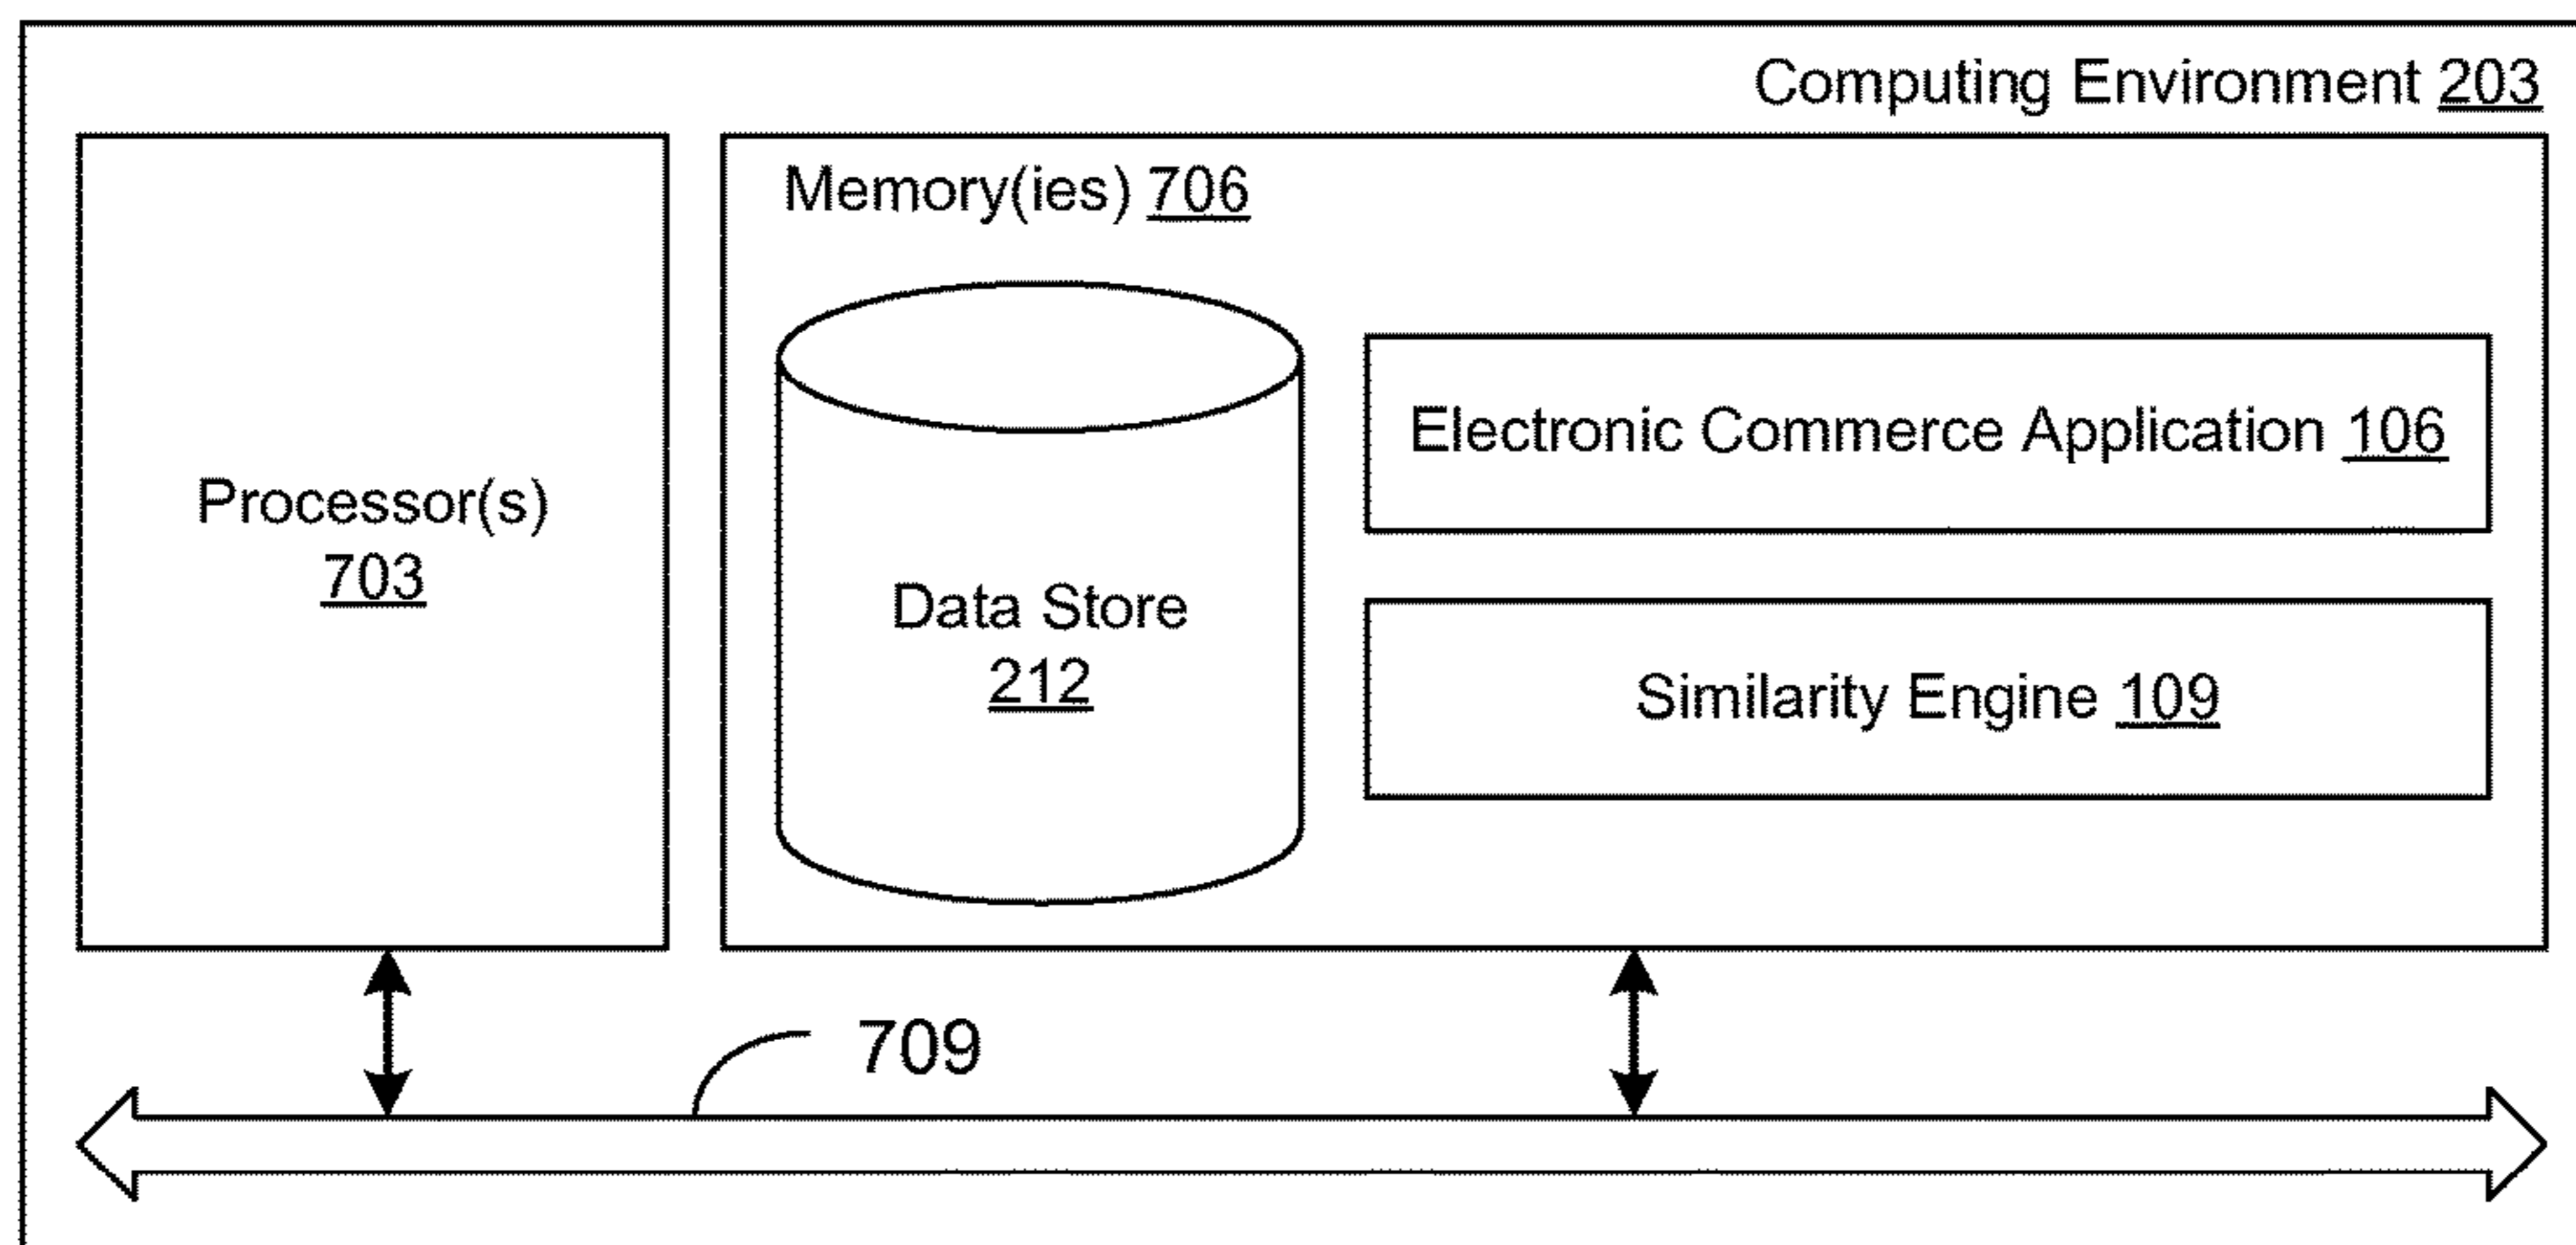 Computing Environment 203
Memory(ies) 706
Electronic Commerce Application 106
Processor(s)
703
Data Store
212
Similarity Engine 109
709